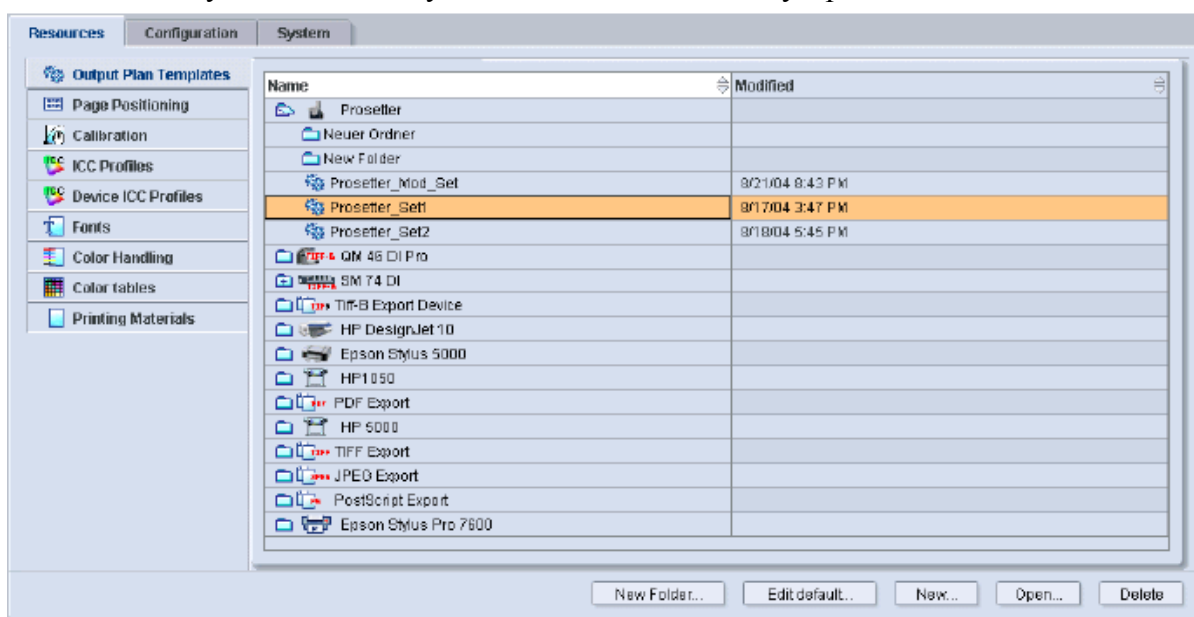 Resources Configuration System
Output Plan Templates
Page Positioning
Calibration
ICC Profiles
Device ICC Profiles
Fonts
Color Handling
Color tables
Printing Materials
Name Modified
Prosetter
Neuer Ordner
New Folder
Prosetter_Mod_Set 8/21/04 8:43 PM
Prosetter_Set1 8/17/04 3:47 PM
Prosetter_Set2 8/18/04 5:45 PM
QM 46 DI Pro
SM 74 DI
Tiff-B Export Device
HP DesignJet 10
Epson Stylus 5000
HP1050
PDF Export
HP 5000
TIFF Export
JPEG Export
PostScript Export
Epson Stylus Pro 7600
New Folder... Edit default... New... Open... Delete